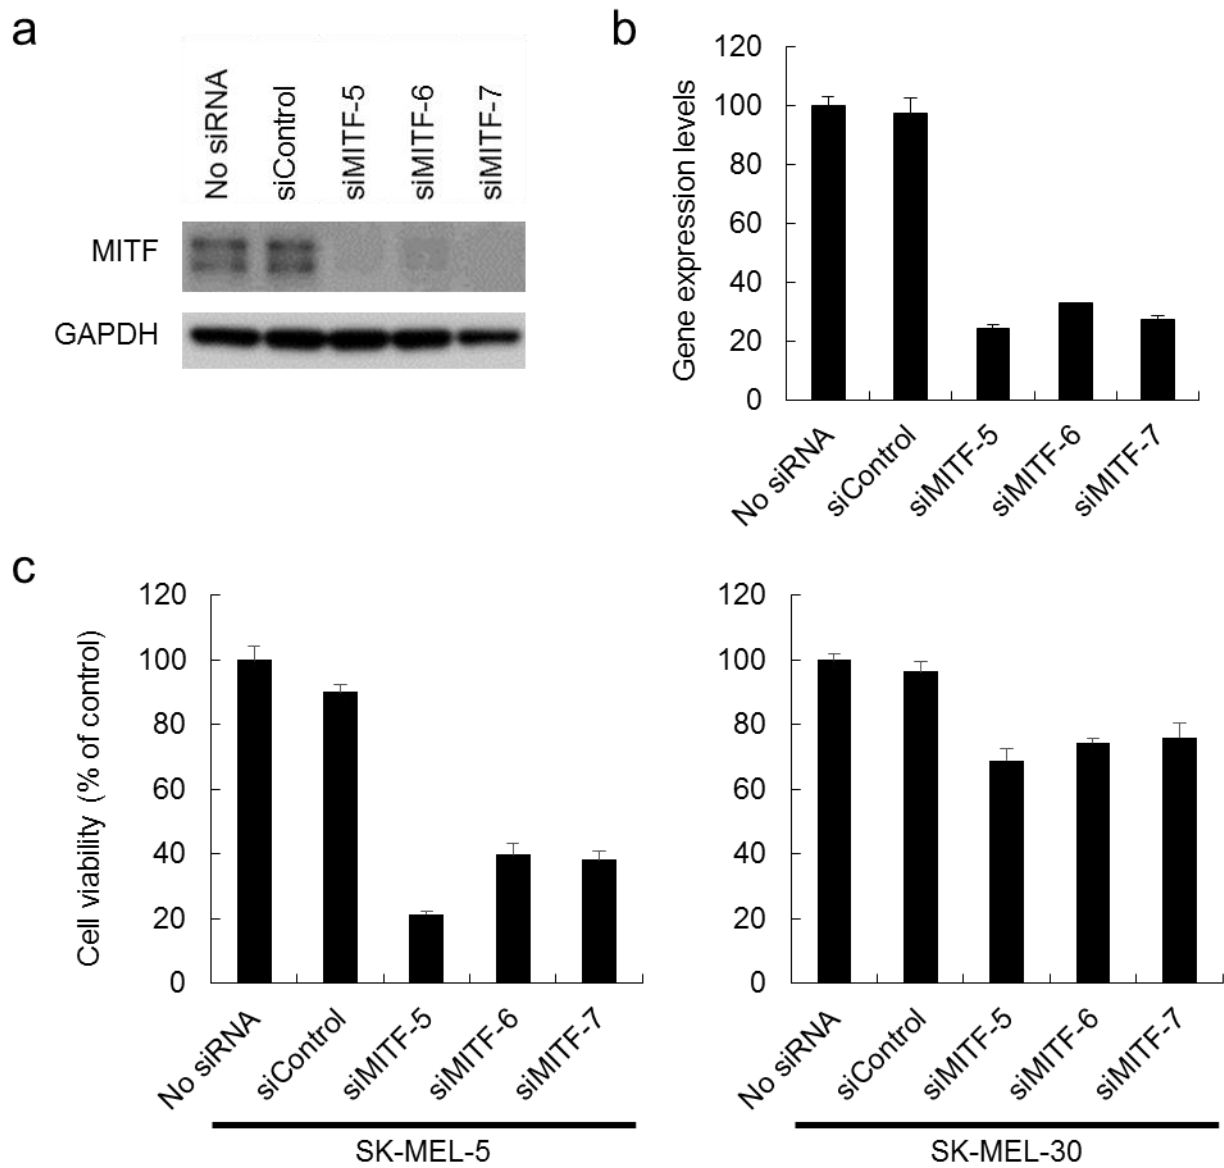 a
No siRNA
siControl
siMITF-5
siMITF-6
siMITF-7
MITF
GAPDH
b
Gene expression levels
120
100
80
60
40
20
0
No siRNA
siControl
siMITF-5
siMITF-6
siMITF-7
c
Cell viability (% of control)
120
100
80
60
40
20
0
No siRNA
siControl
siMITF-5
siMITF-6
siMITF-7
SK-MEL-5
120
100
80
60
40
20
0
No siRNA
siControl
siMITF-5
siMITF-6
siMITF-7
SK-MEL-30